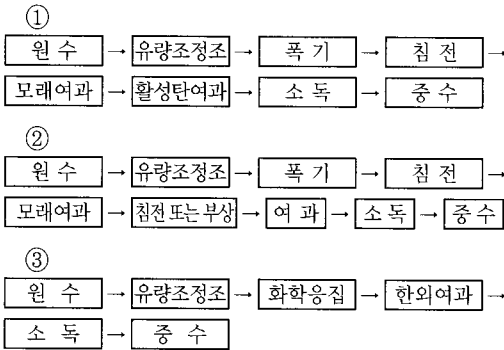 ①
원 수 → 유량조정조 → 폭 기 → 침 전 →
모래여과 → 활성탄여과 → 소 독 → 중 수
②
원 수 → 유량조정조 → 폭 기 → 침 전 →
모래여과 → 침전 또는 부상 → 여 과 → 소 독 → 중 수
③
원 수 → 유량조정조 → 화학응집 → 한외여과 →
소 독 → 중 수